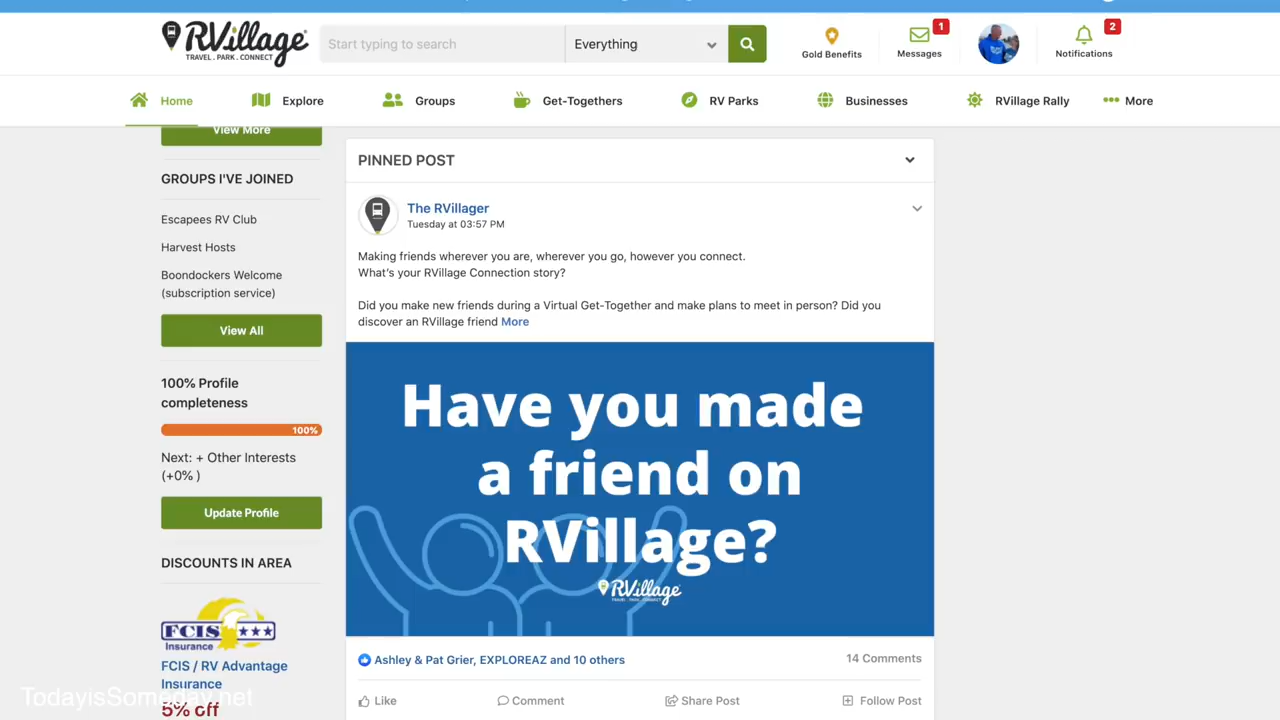 RVillage
TRAVEL . PARK . CONNECT
Start typing to search
Everything
Gold Benefits
1
Messages
2
Notifications
Home
Explore
Groups
Get-Togethers
RV Parks
Businesses
RVillage Rally
More
View More
GROUPS I'VE JOINED
Escapees RV Club
Harvest Hosts
Boondockers Welcome
(subscription service)
View All
100% Profile
completeness
100%
Next: + Other Interests
(+0% )
Update Profile
DISCOUNTS IN AREA
FCIS
Insurance
FCIS / RV Advantage
Insurance
5% off
TodayisSomeday.net
PINNED POST
The RVillager
Tuesday at 03:57 PM
Making friends wherever you are, wherever you go, however you connect.
What's your RVillage Connection story?
Did you make new friends during a Virtual Get-Together and make plans to meet in person? Did you
discover an RVillage friend More
Have you made
a friend on
RVillage?
RVillage
TRAVEL . PARK . CONNECT
Ashley & Pat Grier, EXPLOREAZ and 10 others
14 Comments
Like
Comment
Share Post
Follow Post